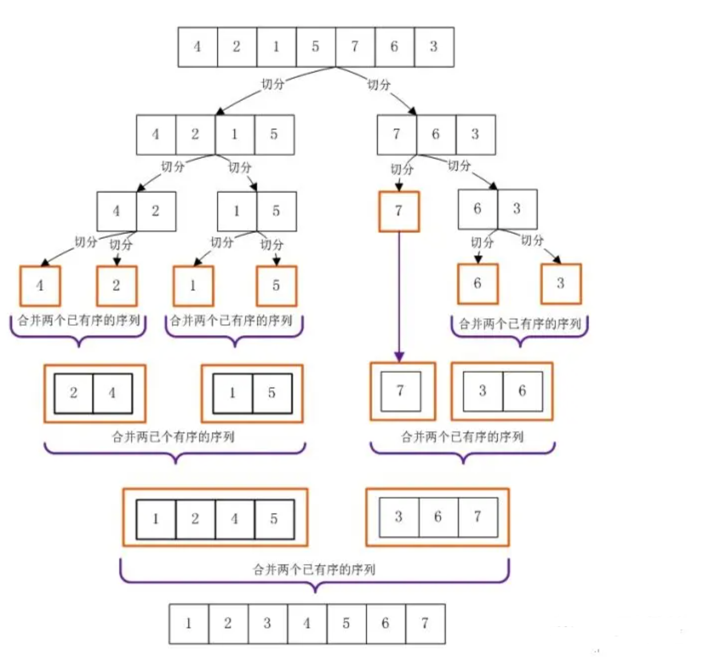 4 2 1 5 7 6 3
切分 切分
4 2 1 5 7 6 3
切分 切分 切分 切分
4 2 1 5 7 6 3
切分 切分 切分 切分 切分 切分
4 2 1 5 6 3
合并两个已有序的序列 合并两个已有序的序列 合并两个已有序的序列
2 4 1 5 7 3 6
合并两已个有序的序列 合并两个已有序的序列
1 2 4 5 3 6 7
合并两个已有序的序列
1 2 3 4 5 6 7